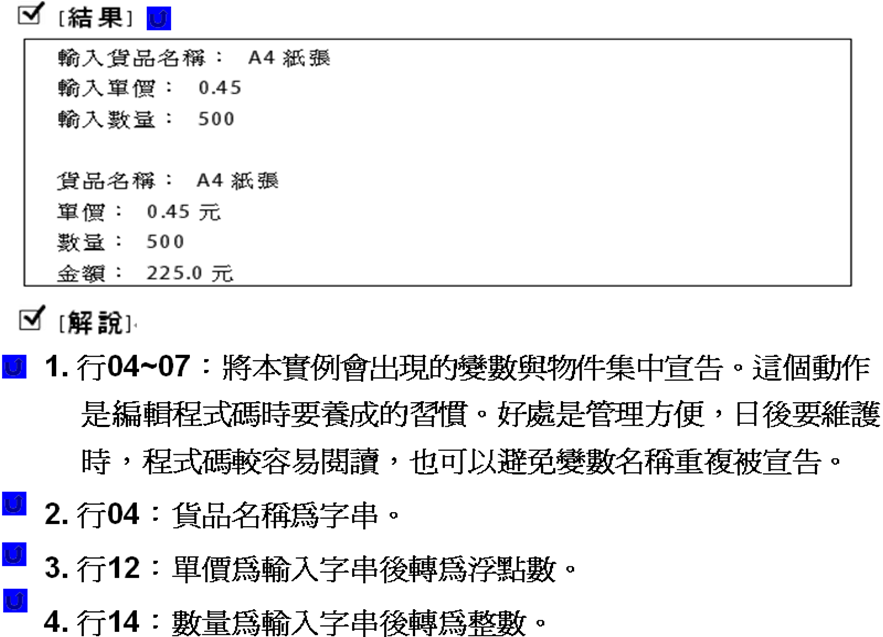 [結果]
輸入貨品名稱： A4 紙張
輸入單價： 0.45
輸入數量： 500
貨品名稱： A4 紙張
單價： 0.45 元
數量： 500
金額： 225.0 元
[解說]
1. 行04~07：將本實例會出現的變數與物件集中宣告。這個動作
是編輯程式碼時要養成的習慣。好處是管理方便，日後要維護
時，程式碼較容易閱讀，也可以避免變數名稱重複被宣告。
2. 行04：貨品名稱為字串。
3. 行12：單價為輸入字串後轉為浮點數。
4. 行14：數量為輸入字串後轉為整數。